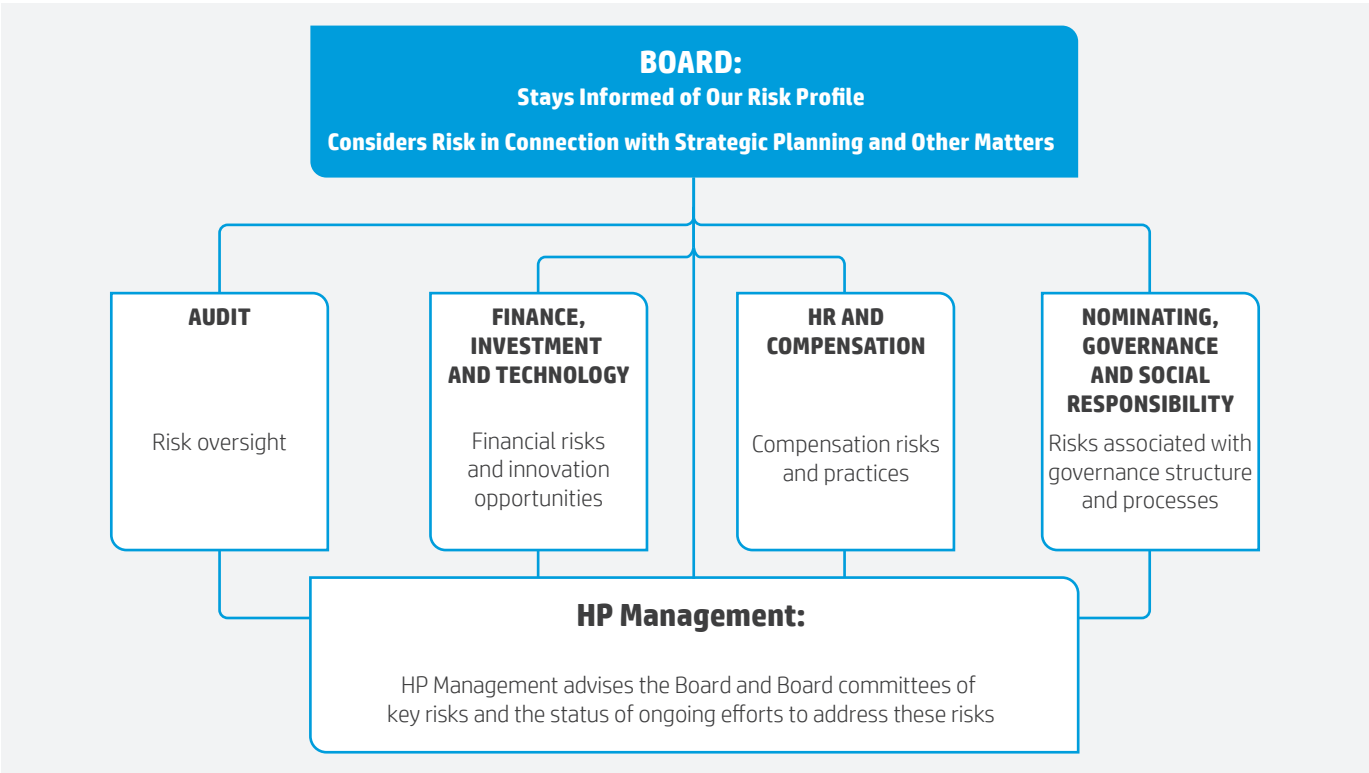 BOARD:
Stays Informed of Our Risk Profile
Considers Risk in Connection with Strategic Planning and Other Matters
AUDIT
Risk oversight
FINANCE,
INVESTMENT
AND TECHNOLOGY
Financial risks
and innovation
opportunities
HR AND
COMPENSATION
Compensation risks
and practices
NOMINATING,
GOVERNANCE
AND SOCIAL
RESPONSIBILITY
Risks associated with
governance structure
and processes
HP Management:
HP Management advises the Board and Board committees of
key risks and the status of ongoing efforts to address these risks